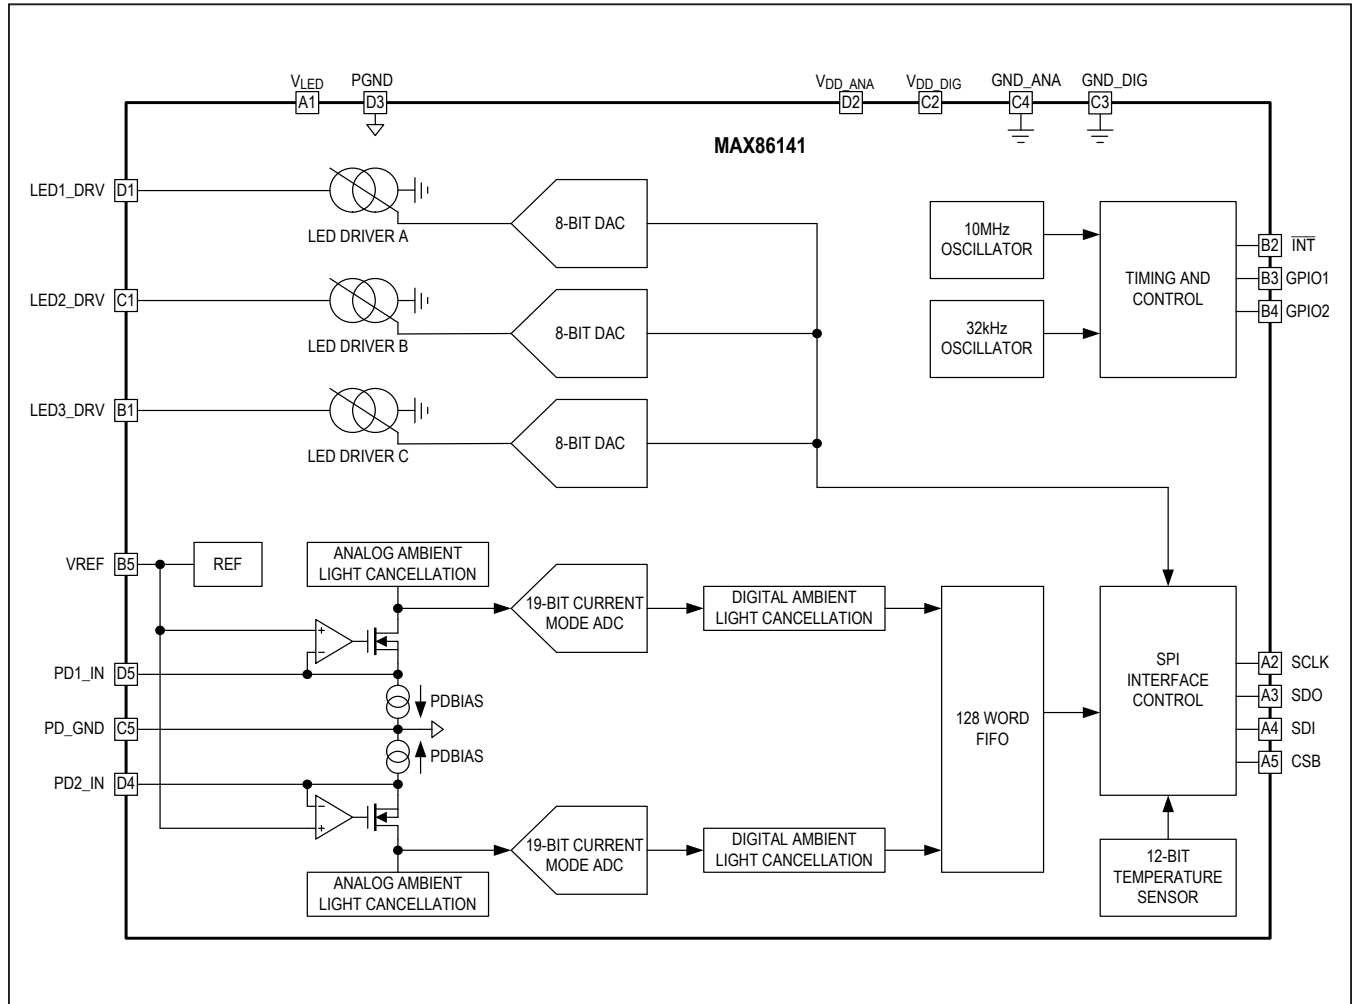 VLED PGND VDD_ANA VDD_DIG GND_ANA GND_DIG
A1 D3 D2 C2 C4 C3
MAX86141
LED1_DRV D1
LED DRIVER A
8-BIT DAC
10MHz
OSCILLATOR
TIMING AND
CONTROL
B2 INT
B3 GPIO1
B4 GPIO2
LED2_DRV C1
LED DRIVER B
8-BIT DAC
32kHz
OSCILLATOR
LED3_DRV B1
LED DRIVER C
8-BIT DAC
VREF B5
REF
ANALOG AMBIENT
LIGHT CANCELLATION
19-BIT CURRENT
MODE ADC
DIGITAL AMBIENT
LIGHT CANCELLATION
+
−
PD1_IN D5
PDBIAS
PD_GND C5
PDBIAS
PD2_IN D4
−
+
128 WORD
FIFO
SPI
INTERFACE
CONTROL
A2 SCLK
A3 SDO
A4 SDI
A5 CSB
19-BIT CURRENT
MODE ADC
DIGITAL AMBIENT
LIGHT CANCELLATION
ANALOG AMBIENT
LIGHT CANCELLATION
12-BIT
TEMPERATURE
SENSOR